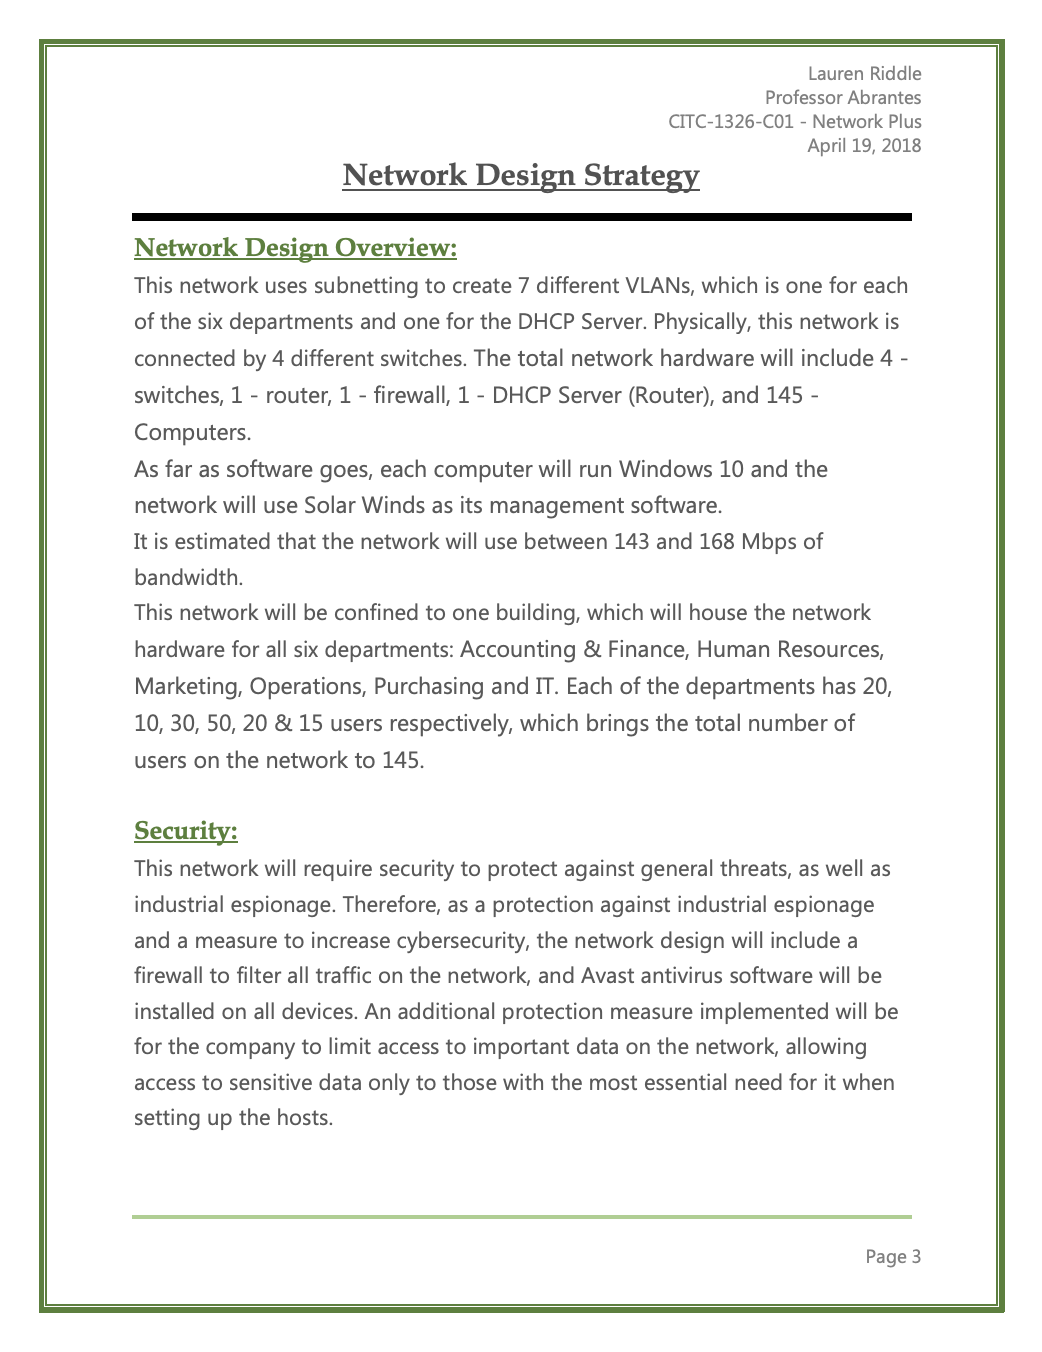 Lauren Riddle
Professor Abrantes
CITC-1326-C01 - Network Plus
April 19, 2018
Network Design Strategy
Network Design Overview:
This network uses subnetting to create 7 different VLANs, which is one for each
of the six departments and one for the DHCP Server. Physically, this network is
connected by 4 different switches. The total network hardware will include 4 -
switches, 1 - router, 1 - firewall, 1 - DHCP Server (Router), and 145 -
Computers.
As far as software goes, each computer will run Windows 10 and the
network will use Solar Winds as its management software.
It is estimated that the network will use between 143 and 168 Mbps of
bandwidth.
This network will be confined to one building, which will house the network
hardware for all six departments: Accounting & Finance, Human Resources,
Marketing, Operations, Purchasing and IT. Each of the departments has 20,
10, 30, 50, 20 & 15 users respectively, which brings the total number of
users on the network to 145.
Security:
This network will require security to protect against general threats, as well as
industrial espionage. Therefore, as a protection against industrial espionage
and a measure to increase cybersecurity, the network design will include a
firewall to filter all traffic on the network, and Avast antivirus software will be
installed on all devices. An additional protection measure implemented will be
for the company to limit access to important data on the network, allowing
access to sensitive data only to those with the most essential need for it when
setting up the hosts.
Page 3